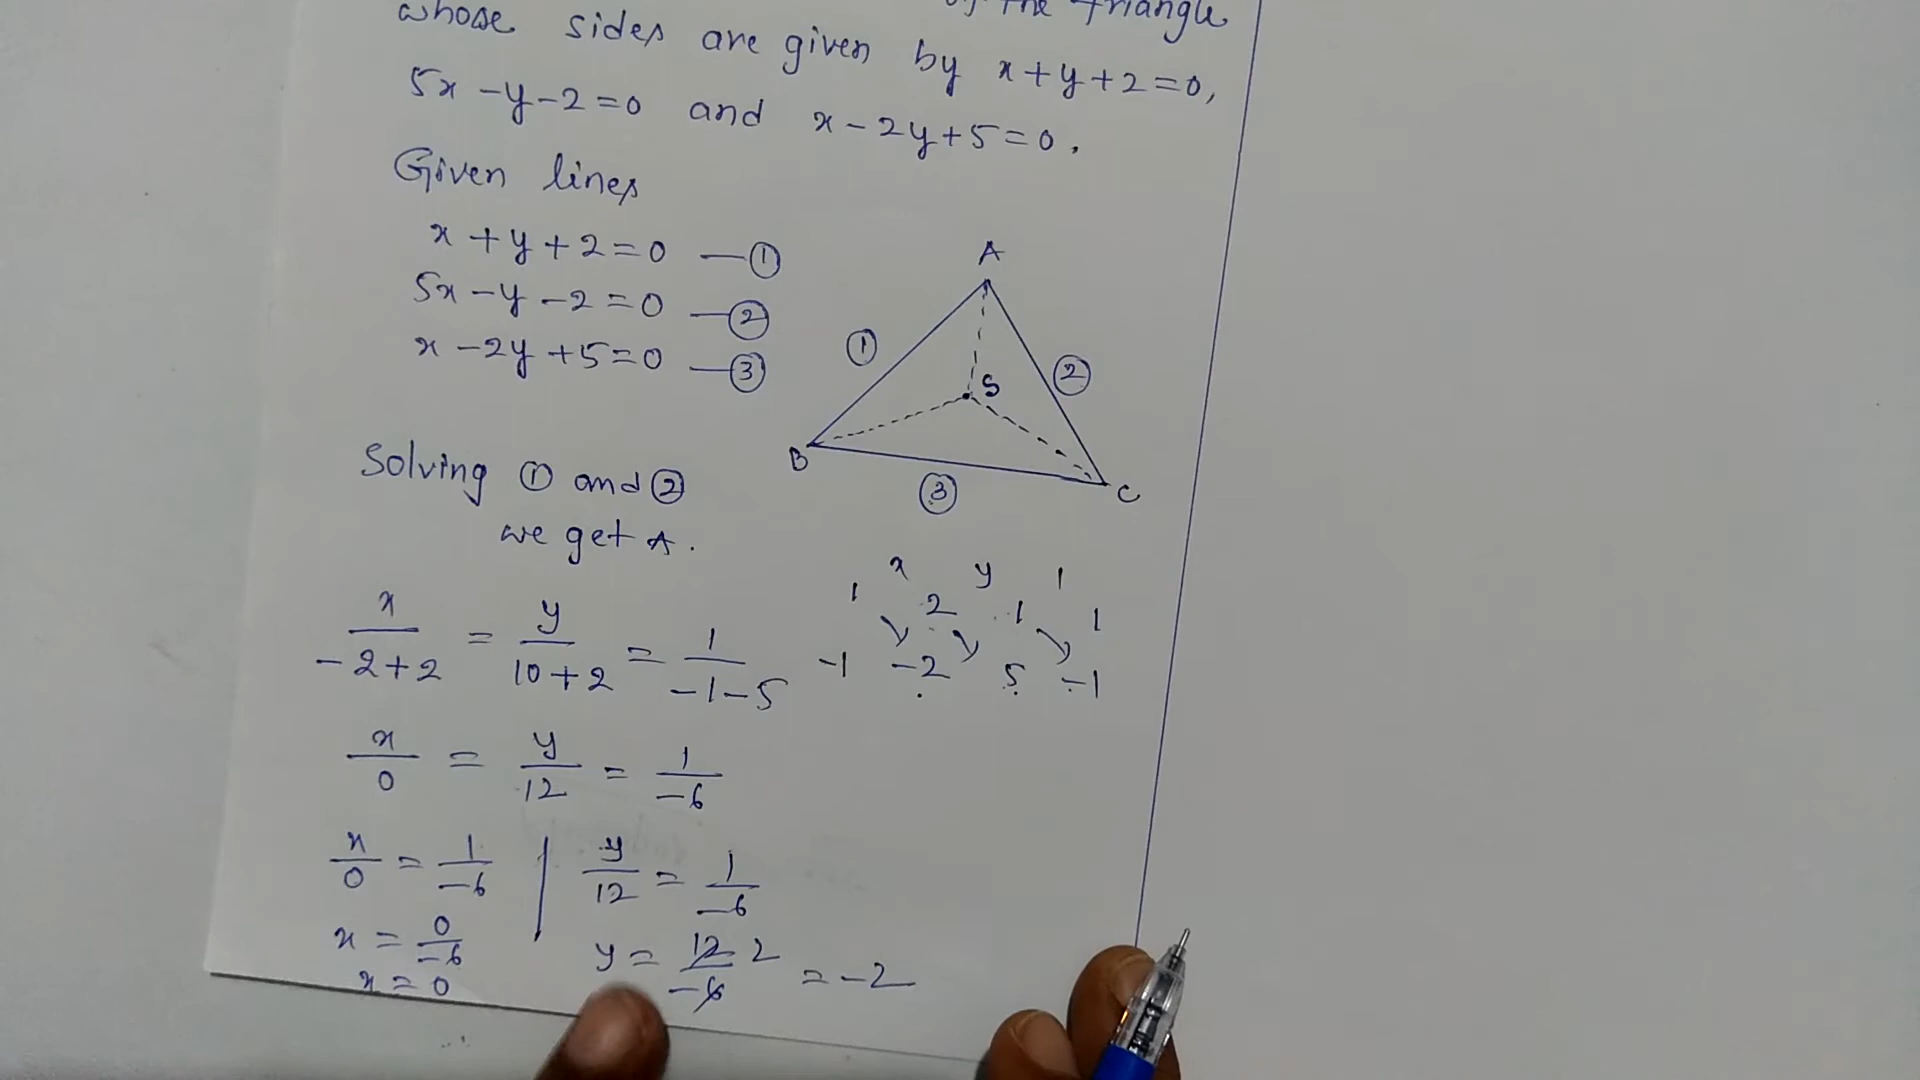 of the triangle
whose sides are given by x+y+2=0,
5x-y-2=0 and x-2y+5=0.
Given lines
x+y+2=0 —①
5x-y-2=0 —②
x-2y+5=0 —③
A
①
②
S
B
③
C
Solving ① and ②
we get A.
x y 1
1 2 1 1
-1 -2 5 -1
x/-2+2 = y/10+2 = 1/-1-5
x/0 = y/12 = 1/-6
x/0 = 1/-6 | y/12 = 1/-6
x = 0/-6 y = 12/-6 2 = -2
x = 0